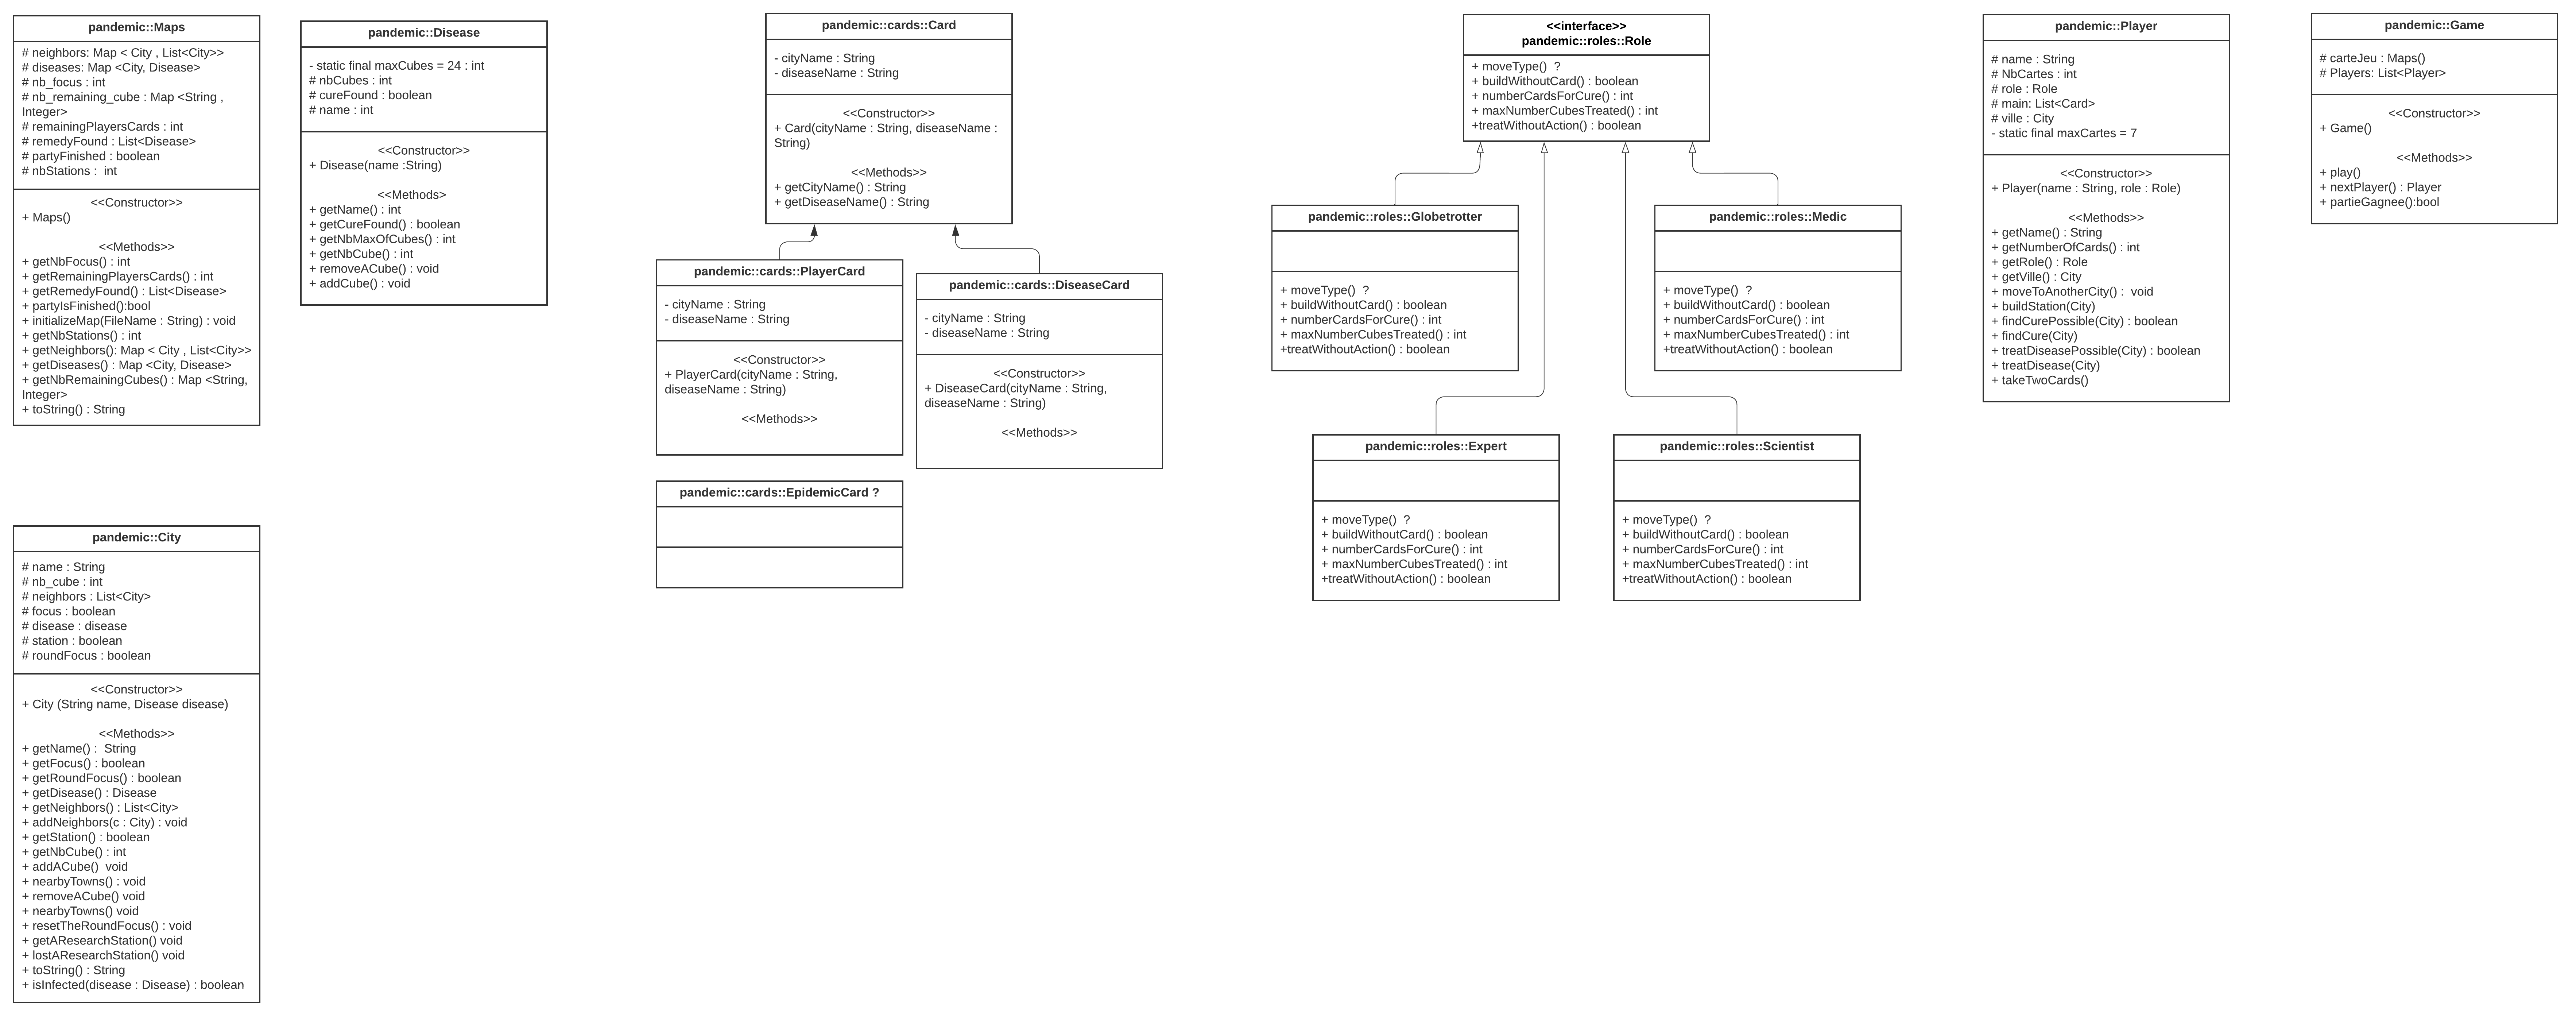 pandemic::Maps
# neighbors: Map < City , List<City>>
# diseases: Map <City, Disease>
# nb_focus : int
# nb_remaining_cube : Map <String ,
Integer>
# remainingPlayersCards : int
# remedyFound : List<Disease>
# partyFinished : boolean
# nbStations :  int
<<Constructor>>
+ Maps()
<<Methods>>
+ getNbFocus() : int
+ getRemainingPlayersCards() : int
+ getRemedyFound() : List<Disease>
+ partyIsFinished():bool
+ initializeMap(FileName : String) : void
+ getNbStations() : int
+ getNeighbors(): Map < City , List<City>>
+ getDiseases() : Map <City, Disease>
+ getNbRemainingCubes() : Map <String,
Integer>
+ toString() : String
pandemic::Disease
- static final maxCubes = 24 : int
# nbCubes : int
# cureFound : boolean
# name : int
<<Constructor>>
+ Disease(name :String)
<<Methods>
+ getName() : int
+ getCureFound() : boolean
+ getNbMaxOfCubes() : int
+ getNbCube() : int
+ removeACube() : void
+ addCube() : void
pandemic::cards::Card
- cityName : String
- diseaseName : String
<<Constructor>>
+ Card(cityName : String, diseaseName :
String)
<<Methods>>
+ getCityName() : String
+ getDiseaseName() : String
pandemic::cards::PlayerCard
- cityName : String
- diseaseName : String
<<Constructor>>
+ PlayerCard(cityName : String,
diseaseName : String)
<<Methods>>
pandemic::cards::DiseaseCard
- cityName : String
- diseaseName : String
<<Constructor>>
+ DiseaseCard(cityName : String,
diseaseName : String)
<<Methods>>
pandemic::cards::EpidemicCard ?
<<interface>>
pandemic::roles::Role
+ moveType()  ?
+ buildWithoutCard() : boolean
+ numberCardsForCure() : int
+ maxNumberCubesTreated() : int
+treatWithoutAction() : boolean
pandemic::roles::Globetrotter
+ moveType()  ?
+ buildWithoutCard() : boolean
+ numberCardsForCure() : int
+ maxNumberCubesTreated() : int
+treatWithoutAction() : boolean
pandemic::roles::Medic
+ moveType()  ?
+ buildWithoutCard() : boolean
+ numberCardsForCure() : int
+ maxNumberCubesTreated() : int
+treatWithoutAction() : boolean
pandemic::roles::Expert
+ moveType()  ?
+ buildWithoutCard() : boolean
+ numberCardsForCure() : int
+ maxNumberCubesTreated() : int
+treatWithoutAction() : boolean
pandemic::roles::Scientist
+ moveType()  ?
+ buildWithoutCard() : boolean
+ numberCardsForCure() : int
+ maxNumberCubesTreated() : int
+treatWithoutAction() : boolean
pandemic::Player
# name : String
# NbCartes : int
# role : Role
# main: List<Card>
# ville : City
- static final maxCartes = 7
<<Constructor>>
+ Player(name : String, role : Role)
<<Methods>>
+ getName() : String
+ getNumberOfCards() : int
+ getRole() : Role
+ getVille() : City
+ moveToAnotherCity() :  void
+ buildStation(City)
+ findCurePossible(City) : boolean
+ findCure(City)
+ treatDiseasePossible(City) : boolean
+ treatDisease(City)
+ takeTwoCards()
pandemic::Game
# carteJeu : Maps()
# Players: List<Player>
<<Constructor>>
+ Game()
<<Methods>>
+ play()
+ nextPlayer() : Player
+ partieGagnee():bool
pandemic::City
# name : String
# nb_cube : int
# neighbors : List<City>
# focus : boolean
# disease : disease
# station : boolean
# roundFocus : boolean
<<Constructor>>
+ City (String name, Disease disease)
<<Methods>>
+ getName() :  String
+ getFocus() : boolean
+ getRoundFocus() : boolean
+ getDisease() : Disease
+ getNeighbors() : List<City>
+ addNeighbors(c : City) : void
+ getStation() : boolean
+ getNbCube() : int
+ addACube()  void
+ nearbyTowns() : void
+ removeACube() void
+ nearbyTowns() void
+ resetTheRoundFocus() : void
+ getAResearchStation() void
+ lostAResearchStation() void
+ toString() : String
+ isInfected(disease : Disease) : boolean